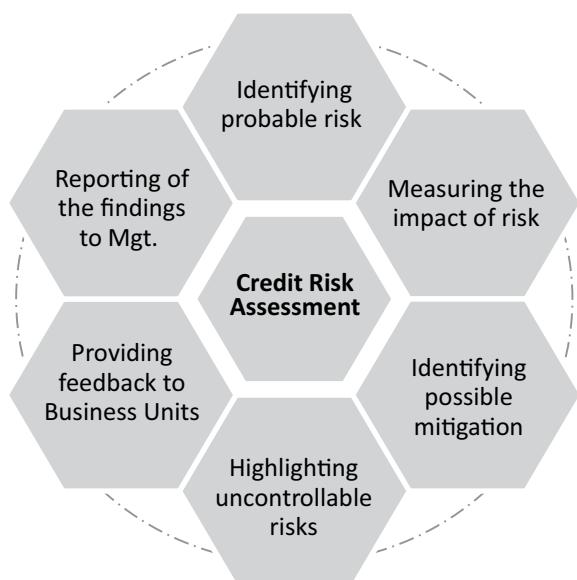 Identifying
probable risk
Measuring the
impact of risk
Identifying
possible
mitigation
Highlighting
uncontrollable
risks
Providing
feedback to
Business Units
Reporting of
the findings
to Mgt.
Credit Risk
Assessment